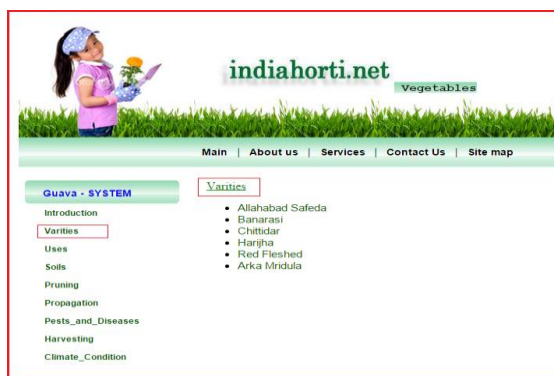 indiahorti.net
Vegetables
Main | About us | Services | Contact Us | Site map
Guava - SYSTEM
Introduction
Varities
Uses
Soils
Pruning
Propagation
Pests_and_Diseases
Harvesting
Climate_Condition
Varities
Allahabad Safeda
Banarasi
Chittidar
Harijha
Red Fleshed
Arka Mridula